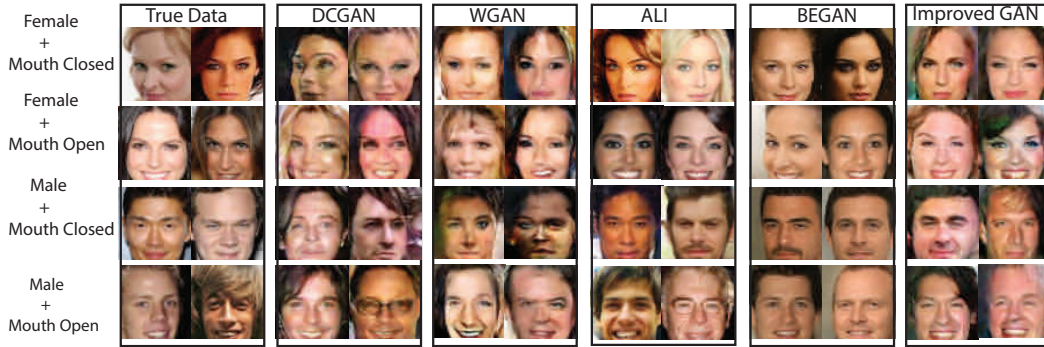 True Data DCGAN WGAN ALI BEGAN Improved GAN
Female
+
Mouth Closed
Female
+
Mouth Open
Male
+
Mouth Closed
Male
+
Mouth Open